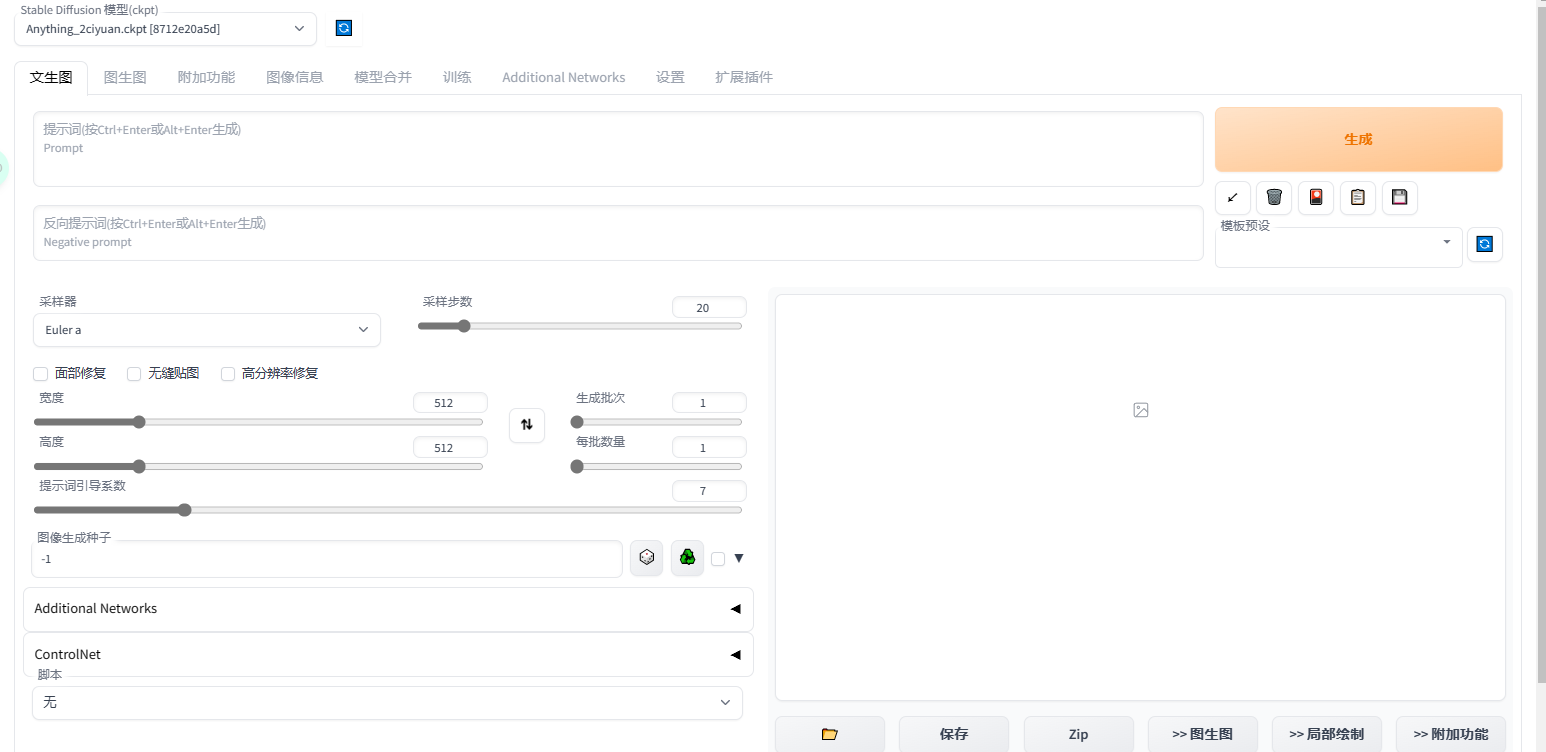 Stable Diffusion 模型(ckpt)
Anything_2ciyuan.ckpt [8712e20a5d]
文生图 图生图 附加功能 图像信息 模型合并 训练 Additional Networks 设置 扩展插件
提示词(按Ctrl+Enter或Alt+Enter生成)
Prompt
生成
反向提示词(按Ctrl+Enter或Alt+Enter生成)
Negative prompt
模板预设
采样器
Euler a
采样步数
20
面部修复 无缝贴图 高分辨率修复
宽度
512
生成批次
1
高度
512
每批数量
1
提示词引导系数
7
图像生成种子
-1
Additional Networks
ControlNet
脚本
无
保存 Zip >> 图生图 >> 局部绘制 >> 附加功能